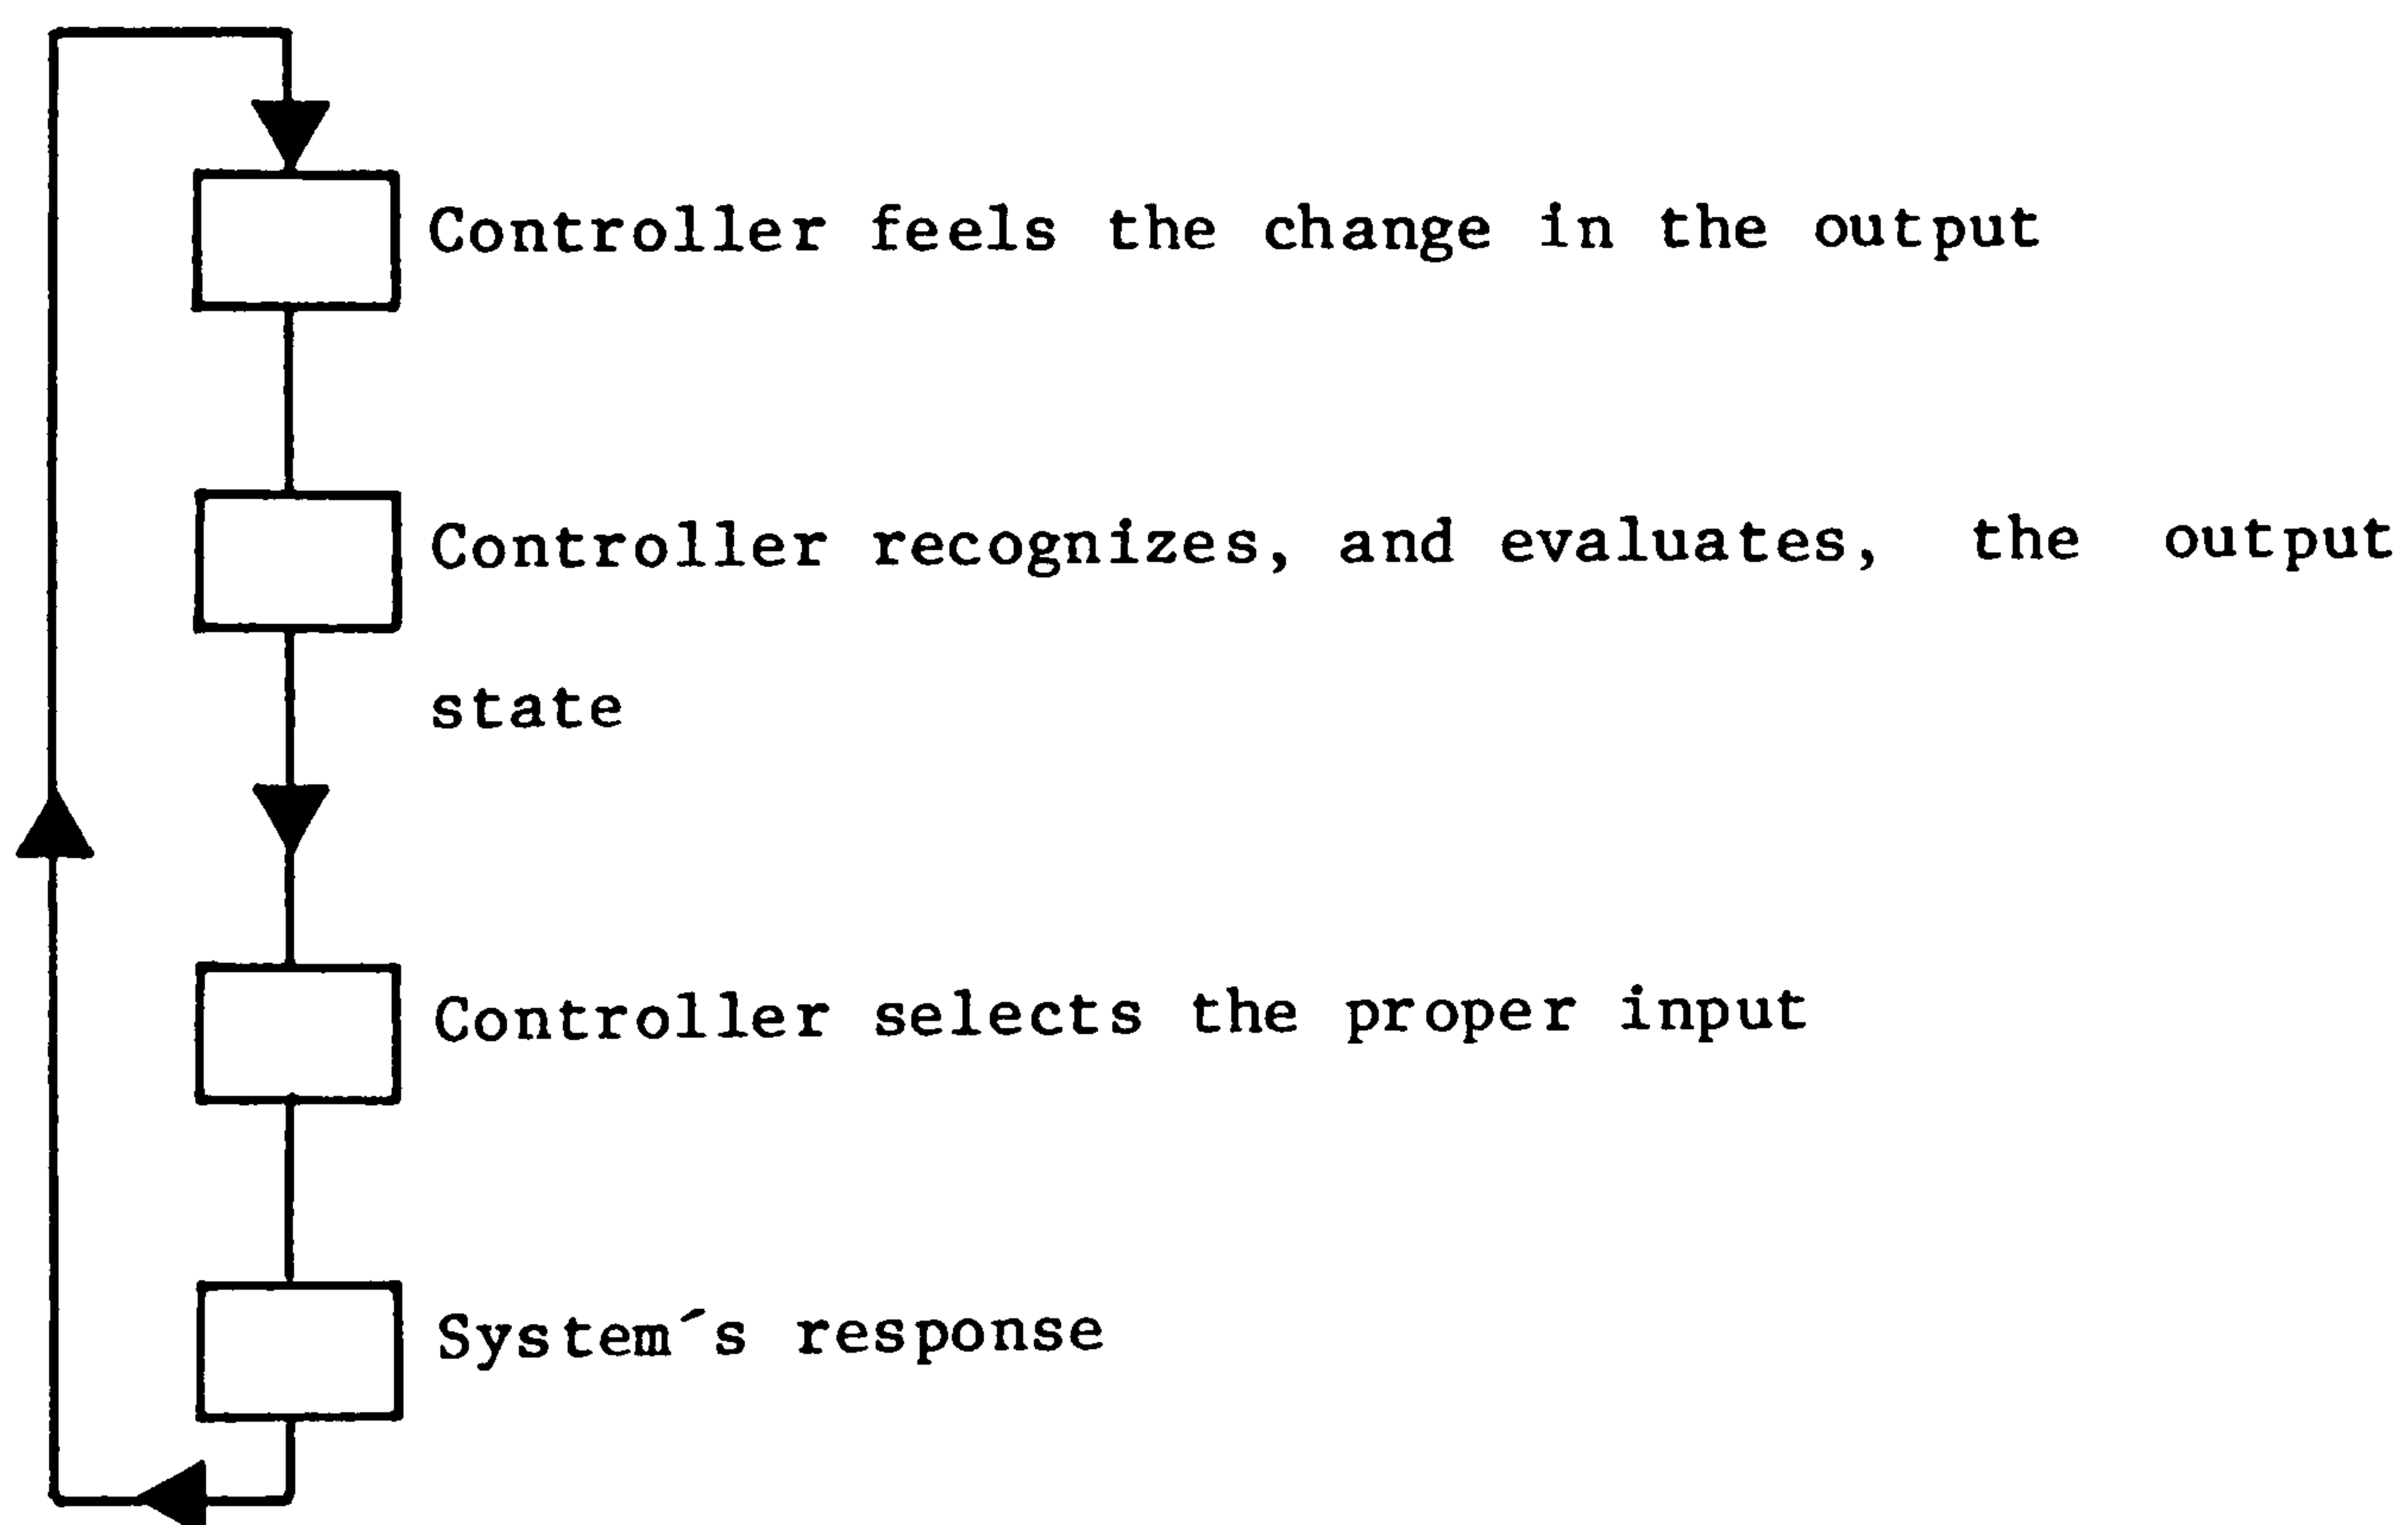 Controller feels the change in the output
Controller recognizes, and evaluates, the output
state
Controller selects the proper input
System´s response